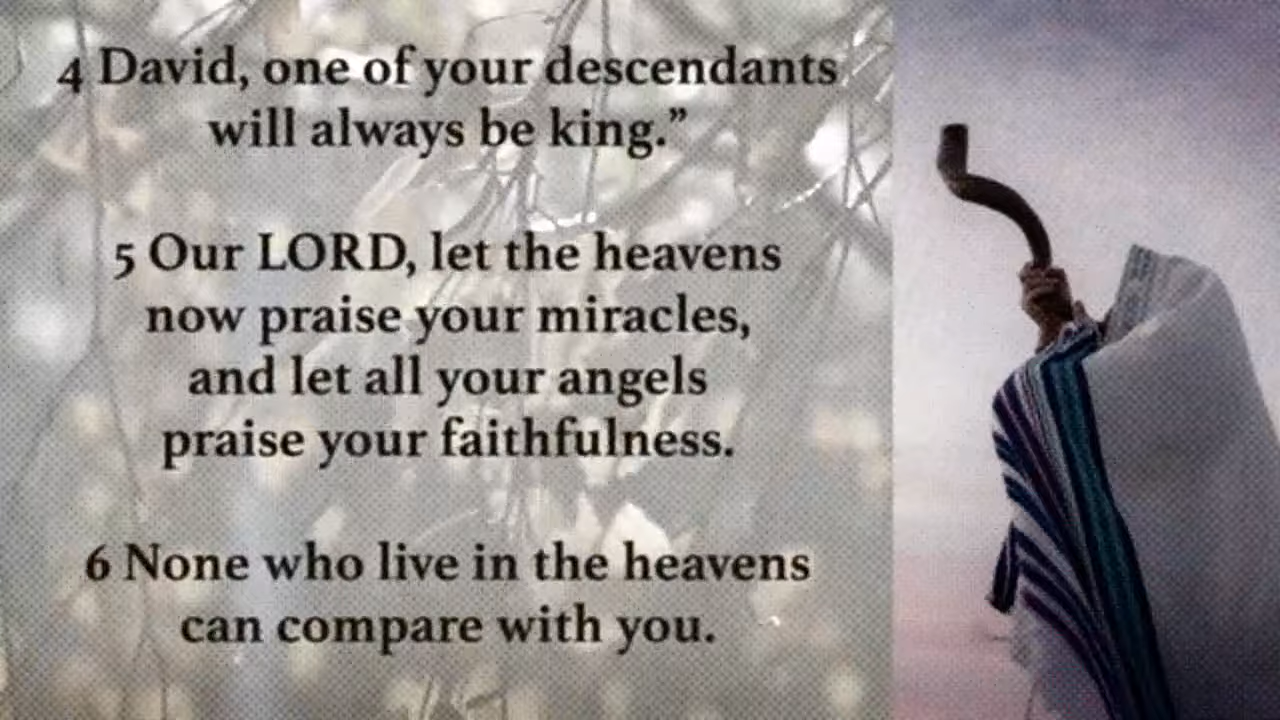 4 David, one of your descendants
will always be king.”
5 Our LORD, let the heavens
now praise your miracles,
and let all your angels
praise your faithfulness.
6 None who live in the heavens
can compare with you.